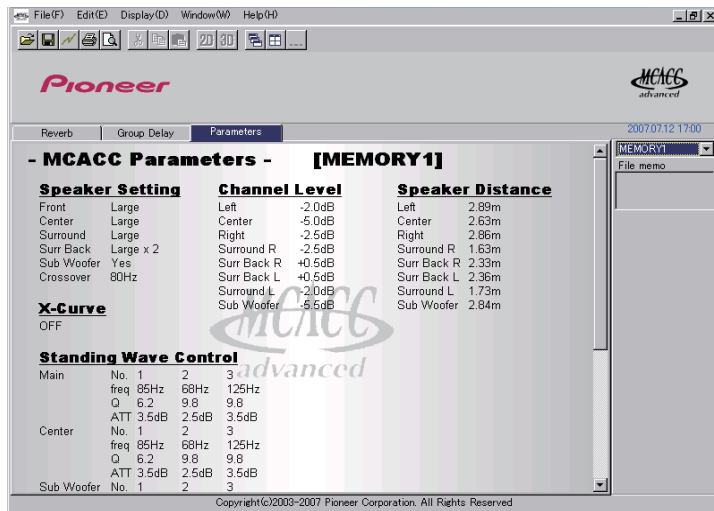 MCACC File(F) Edit(E) Display(D) Window(W) Help(H)
2D 3D ...
Pioneer
MCACC
advanced
Reverb Group Delay Parameters 2007.07.12 17:00
MEMORY1
File memo
- MCACC Parameters - [MEMORY1]
Speaker Setting Channel Level Speaker Distance
Front Large Left -2.0dB Left 2.89m
Center Large Center -5.0dB Center 2.63m
Surround Large Right -2.5dB Right 2.86m
Surr Back Large x 2 Surround R -2.5dB Surround R 1.63m
Sub Woofer Yes Surr Back R +0.5dB Surr Back R 2.33m
Crossover 80Hz Surr Back L +0.5dB Surr Back L 2.36m
Surround L -2.0dB Surround L 1.73m
X-Curve Sub Woofer -5.5dB Sub Woofer 2.84m
OFF
MCACC
advanced
Standing Wave Control
Main No. 1 2 3
freq 85Hz 68Hz 125Hz
Q 6.2 9.8 9.8
ATT 3.5dB 2.5dB 3.5dB
Center No. 1 2 3
freq 85Hz 68Hz 125Hz
Q 6.2 9.8 9.8
ATT 3.5dB 2.5dB 3.5dB
Sub Woofer No. 1 2 3
Copyright(c)2003-2007 Pioneer Corporation. All Rights Reserved